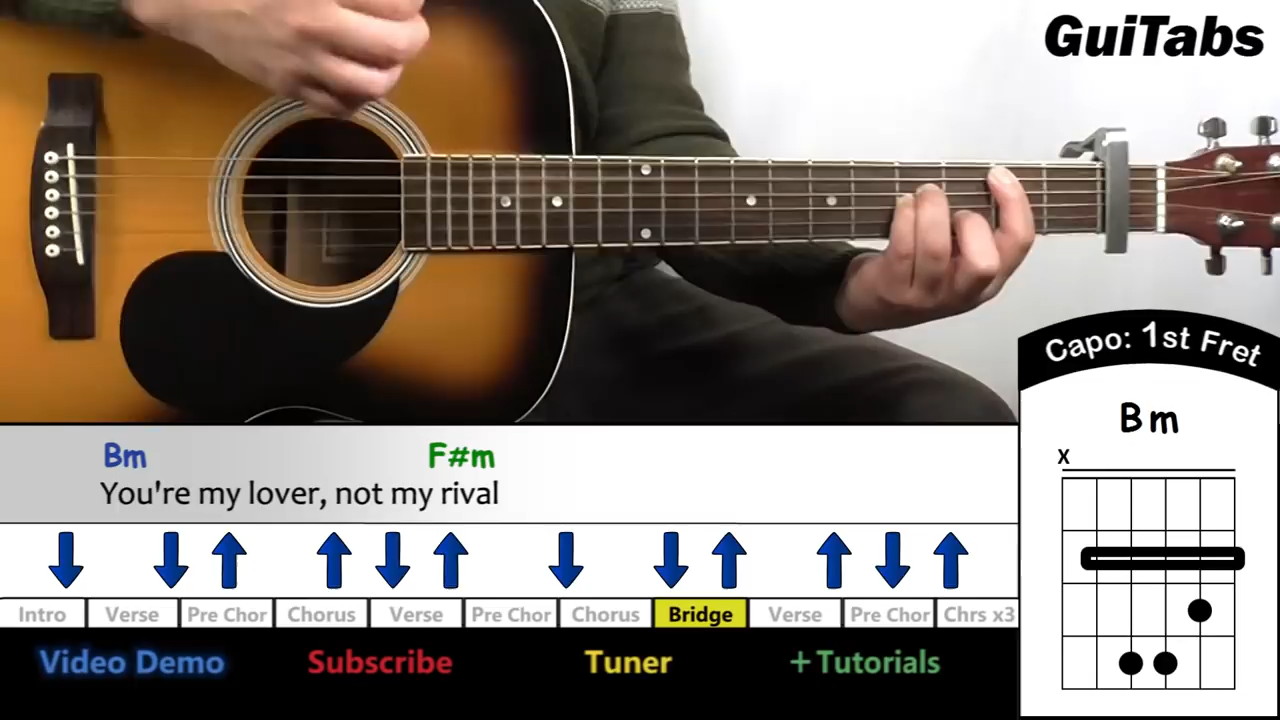 GuiTabs
Capo: 1st Fret
Bm
x
Bm F#m
You're my lover, not my rival
Intro Verse Pre Chor Chorus Verse Pre Chor Chorus Bridge Verse Pre Chor Chrs x3
Video Demo Subscribe Tuner + Tutorials